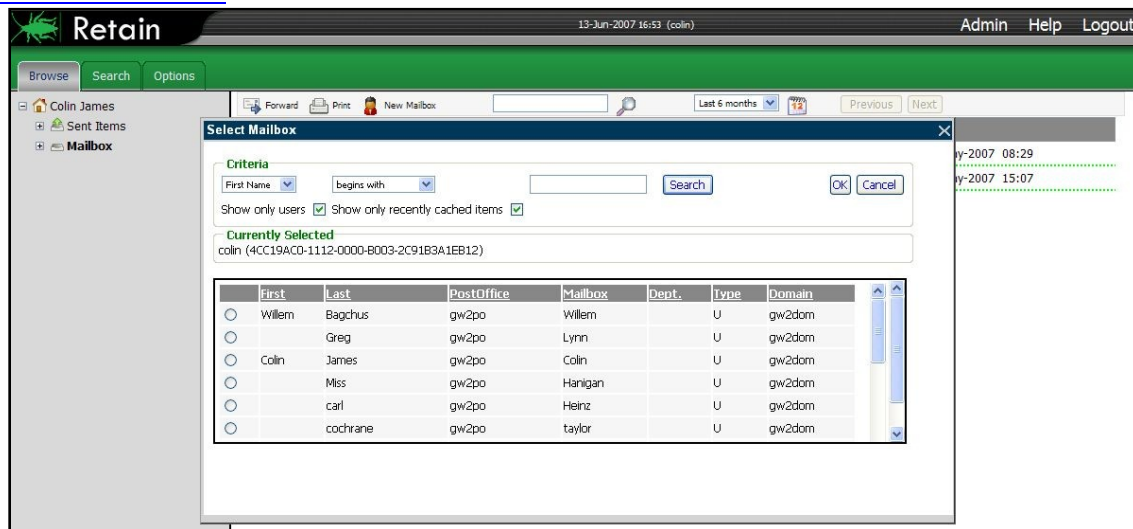 Retain
13-Jun-2007 16:53 (colin)
Admin Help Logout
Browse Search Options
Colin James
Sent Items
Mailbox
Forward Print New Mailbox Last 6 months 12 Previous Next
Select Mailbox
Criteria
First Name begins with Search OK Cancel
Show only users Show only recently cached items
Currently Selected
colin (4CC19AC0-1112-0000-B003-2C91B3A1EB12)
First Last PostOffice Mailbox Dept. Type Domain
Willem Bagchus gw2po Willem U gw2dom
Greg gw2po Lynn U gw2dom
Colin James gw2po Colin U gw2dom
Miss gw2po Hanigan U gw2dom
carl gw2po Heinz U gw2dom
cochrane gw2po taylor U gw2dom
y-2007 08:29
y-2007 15:07